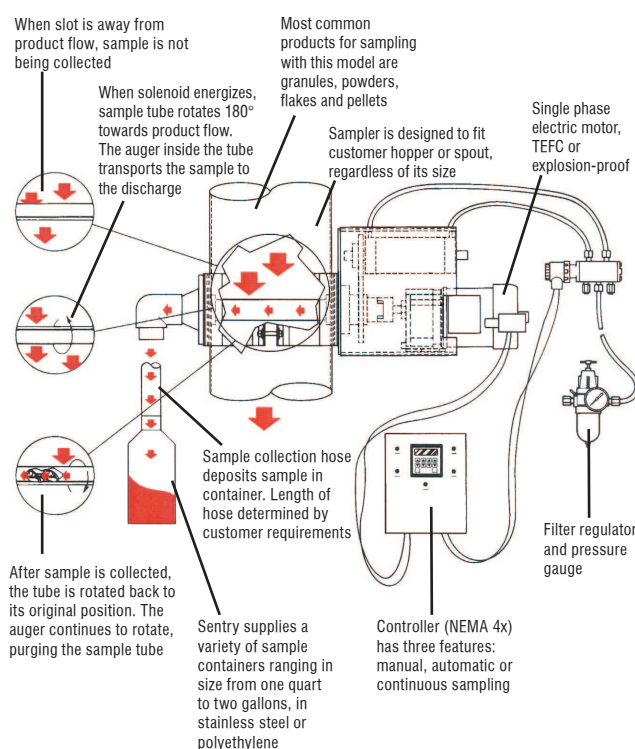 When slot is away from
product flow, sample is not
being collected
When solenoid energizes,
sample tube rotates 180°
towards product flow.
The auger inside the tube
transports the sample to
the discharge
Most common
products for sampling
with this model are
granules, powders,
flakes and pellets
Sampler is designed to fit
customer hopper or spout,
regardless of its size
Single phase
electric motor,
TEFC or
explosion-proof
Sample collection hose
deposits sample in
container. Length of
hose determined by
customer requirements
Filter regulator
and pressure
gauge
After sample is collected,
the tube is rotated back to
its original position. The
auger continues to rotate,
purging the sample tube
Sentry supplies a
variety of sample
containers ranging in
size from one quart
to two gallons, in
stainless steel or
polyethylene
Controller (NEMA 4x)
has three features:
manual, automatic or
continuous sampling